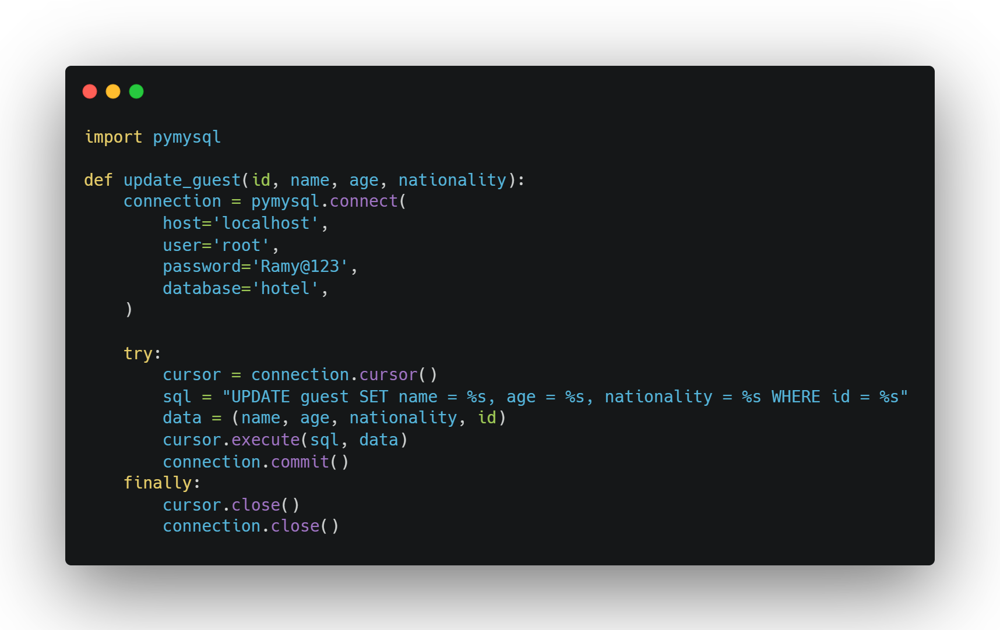 import pymysql

def update_guest(id, name, age, nationality):
    connection = pymysql.connect(
        host='localhost',
        user='root',
        password='Ramy@123',
        database='hotel',
    )

    try:
        cursor = connection.cursor()
        sql = "UPDATE guest SET name = %s, age = %s, nationality = %s WHERE id = %s"
        data = (name, age, nationality, id)
        cursor.execute(sql, data)
        connection.commit()
    finally:
        cursor.close()
        connection.close()